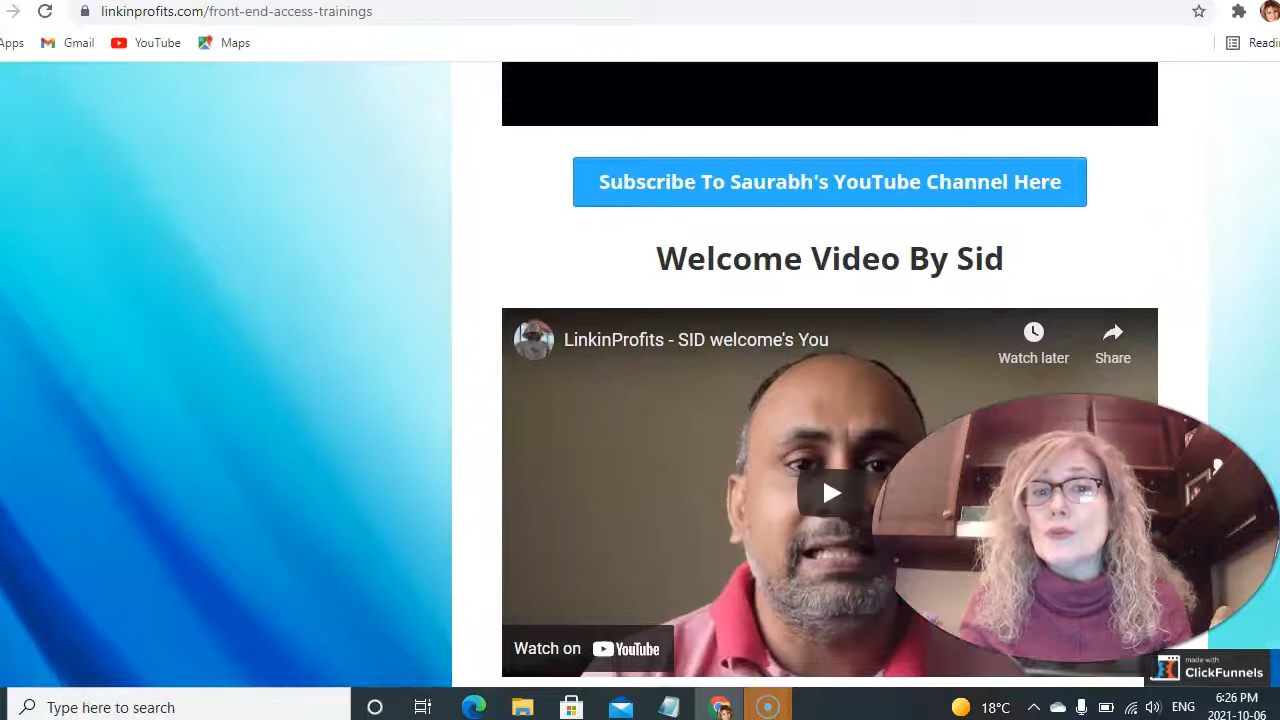 linkinprofits.com/front-end-access-trainings
Apps Gmail YouTube Maps
Subscribe To Saurabh's YouTube Channel Here
Welcome Video By Sid
LinkinProfits - SID welcome's You
Watch later
Share
Watch on YouTube
made with
ClickFunnels
Type here to search
18°C
ENG
6:26 PM
2021-10-06